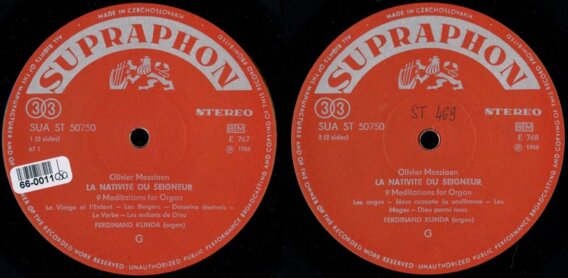 MADE IN CZECHOSLOVAKIA
ALL RIGHTS OF THE MANUFACTURER AND OF THE OWNER OF THE RECORDED WORK RESERVED · UNAUTHORIZED PUBLIC PERFORMANCE BROADCASTING AND COPYING OF THIS RECORD PROHIBITED
SUPRAPHON
33
STEREO
SUA ST 50750
BIEM
1 (2 sides)
E 767
62 1
Ⓟ 1966
66-001100
Olivier Messiaen
LA NATIVITÉ DU SEIGNEUR
9 Meditations for Organ
La Vierge et l'Enfant — Les Bergers — Desseins éternels —
Le Verbe — Les enfants de Dieu
FERDINAND KLINDA (organ)
G
MADE IN CZECHOSLOVAKIA
ALL RIGHTS OF THE MANUFACTURER AND OF THE OWNER OF THE RECORDED WORK RESERVED · UNAUTHORIZED PUBLIC PERFORMANCE BROADCASTING AND COPYING OF THIS RECORD PROHIBITED
SUPRAPHON
33
ST 469
STEREO
SUA ST 50750
BIEM
2 (2 sides)
E 768
Ⓟ 1966
Olivier Messiaen
LA NATIVITÉ DU SEIGNEUR
9 Meditations for Organ
Les anges — Jésus accepte la souffrance — Les
Mages — Dieu parmi nous
FERDINAND KLINDA (organ)
G